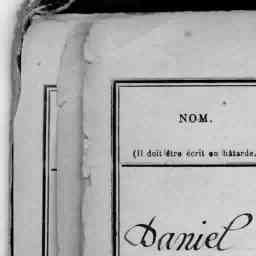 NOM.
(Il doit être écrit en bâtarde.
Daniel